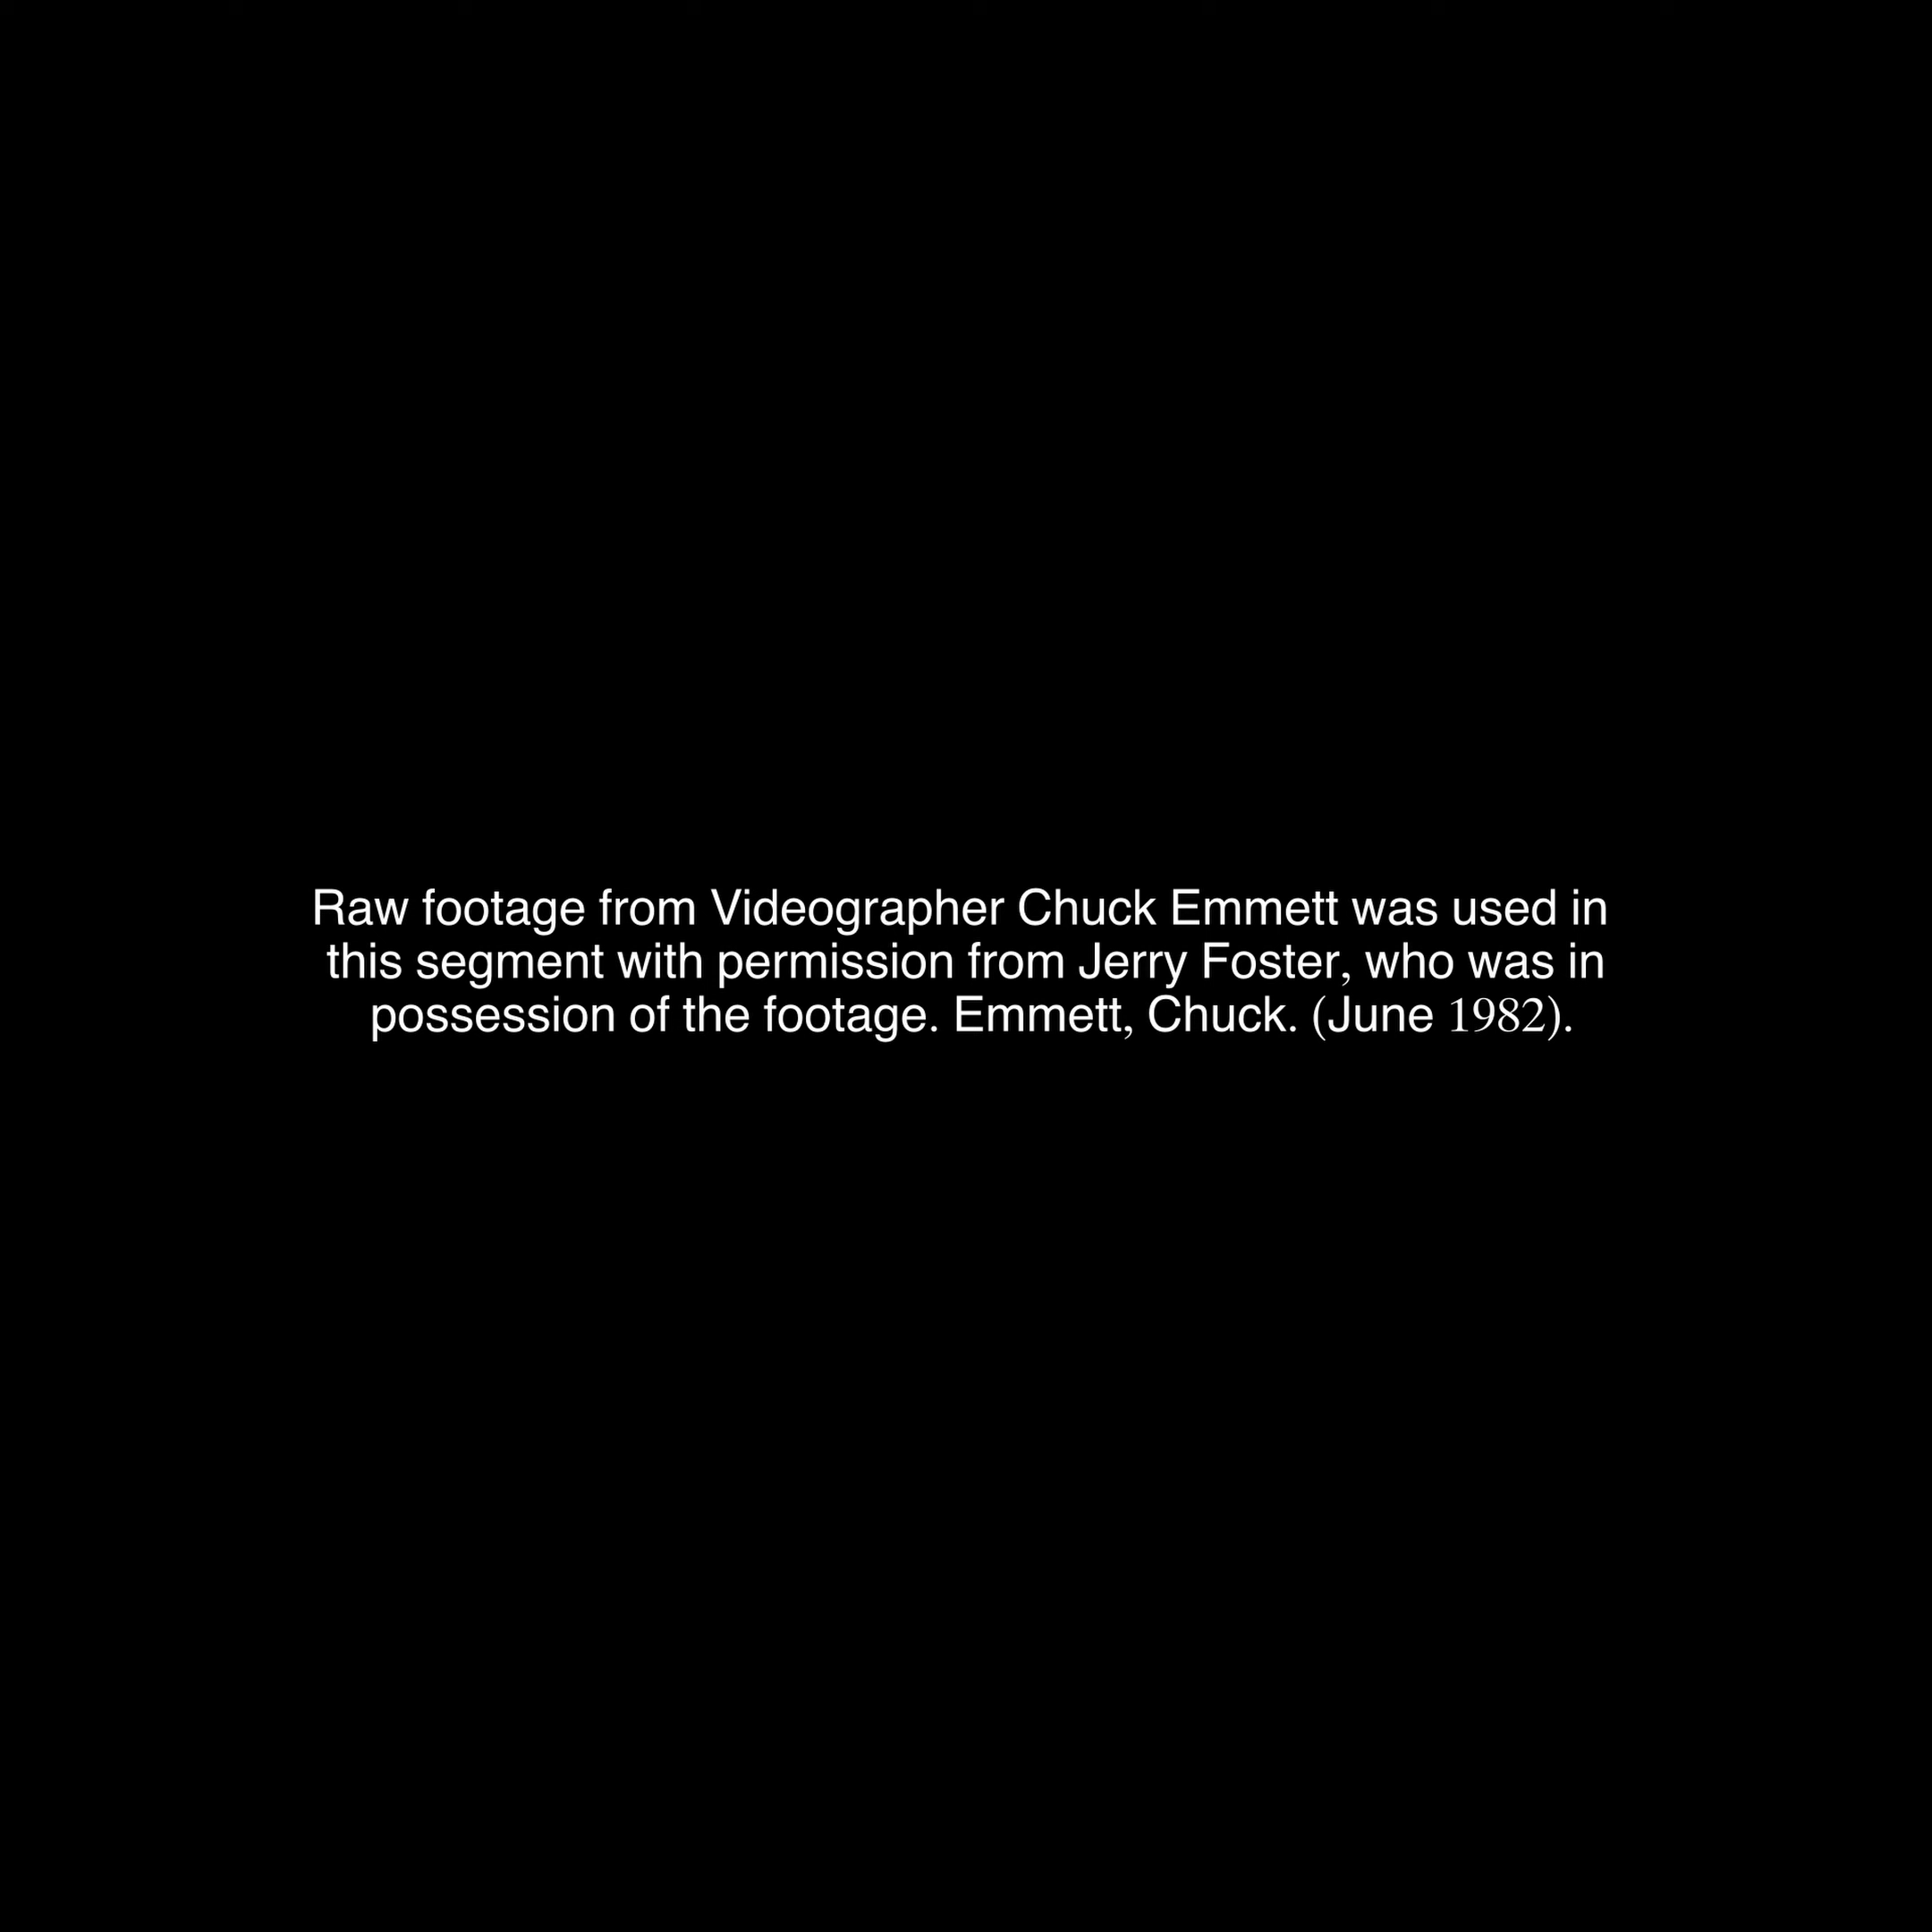 Raw footage from Videographer Chuck Emmett was used in
this segment with permission from Jerry Foster, who was in
possession of the footage. Emmett, Chuck. (June 1982).